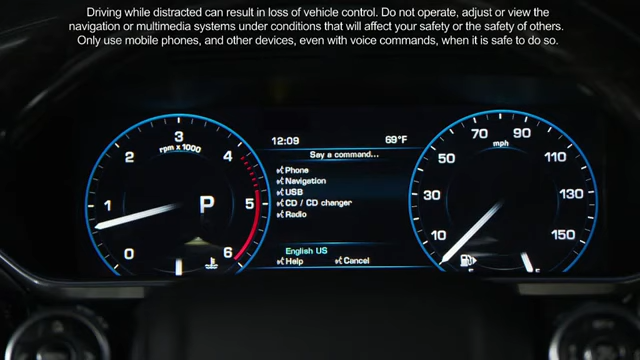 Driving while distracted can result in loss of vehicle control. Do not operate, adjust or view the
navigation or multimedia systems under conditions that will affect your safety or the safety of others.
Only use mobile phones, and other devices, even with voice commands, when it is safe to do so.
12:09 69°F
Say a command...
Phone
Navigation
USB
CD / CD changer
Radio
English US
Help Cancel
0 1 2 3 4 5 6
rpm x 1000
P
10 30 50 70 90 110 130 150
mph